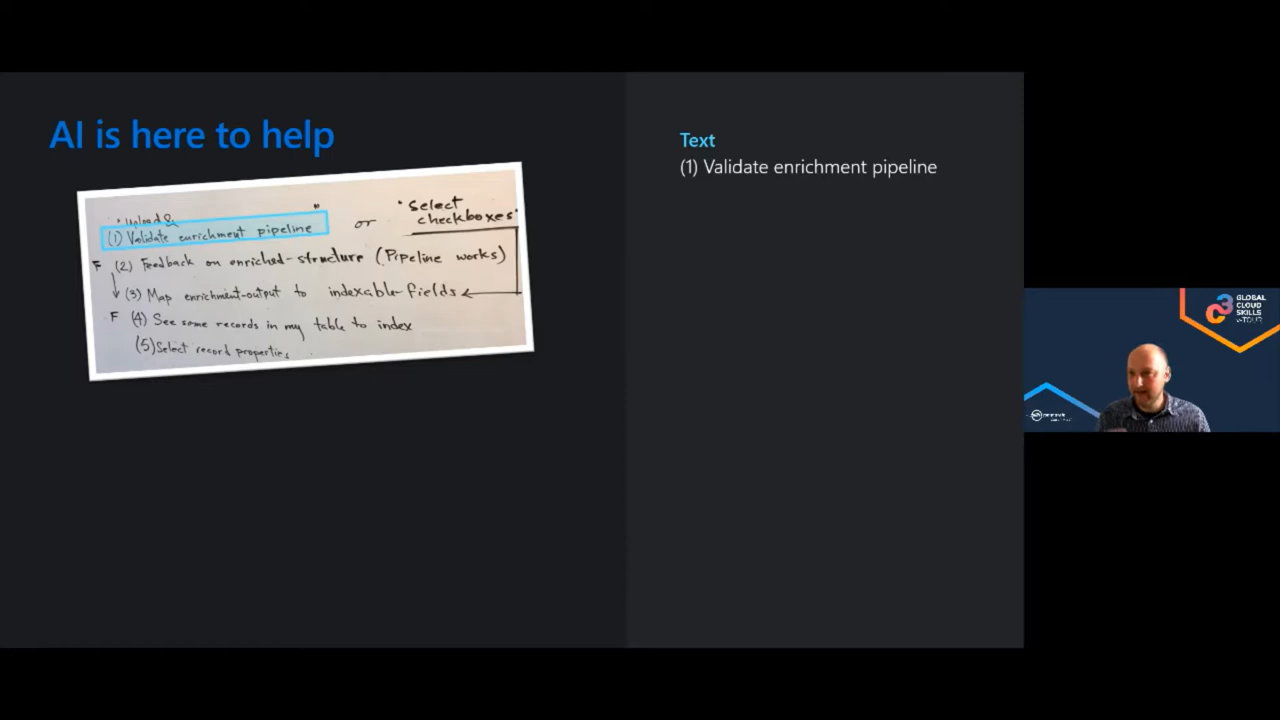 AI is here to help
• Upload &
(1) Validate enrichment pipeline " or • Select checkboxes •
F (2) Feedback on enriched-structure (Pipeline works)
(3) Map enrichment-output to indexable-fields
F (4) See some records in my table to index
(5) Select record properties
Text
(1) Validate enrichment pipeline
GLOBAL
CLOUD
SKILLS
v-TOUR